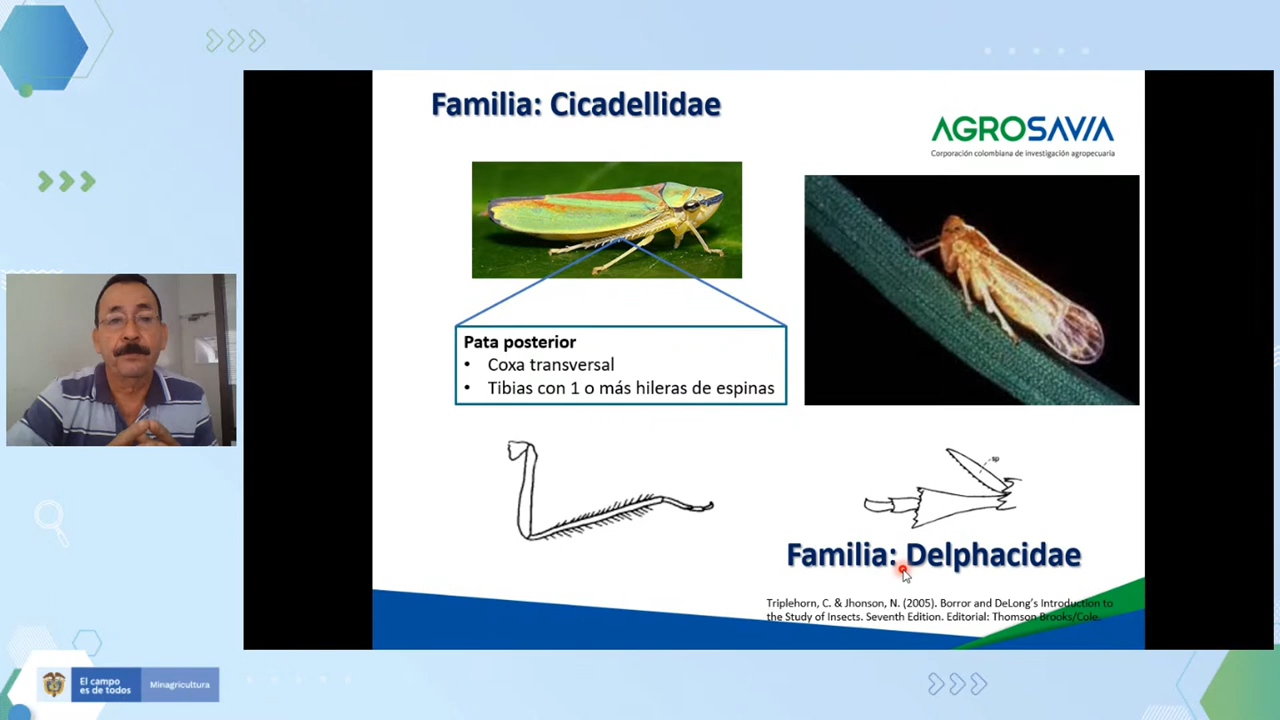 Familia: Cicadellidae
AGROSAVIA
Corporación colombiana de investigación agropecuaria
Pata posterior
• Coxa transversal
• Tibias con 1 o más hileras de espinas
sp
Familia: Delphacidae
Triplehorn, C. & Jhonson, N. (2005). Borror and DeLong's Introduction to
the Study of Insects. Seventh Edition. Editorial: Thomson Brooks/Cole.
El campo
es de todos
Minagricultura